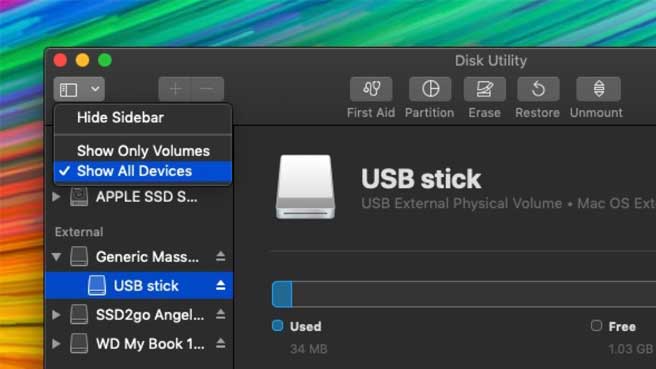 Disk Utility
First Aid
Partition
Erase
Restore
Unmount
Hide Sidebar
Show Only Volumes
Show All Devices
APPLE SSD S...
External
Generic Mass...
USB stick
SSD2go Angel...
WD My Book 1...
USB stick
USB External Physical Volume • Mac OS Ext
Used
34 MB
Free
1.03 GB